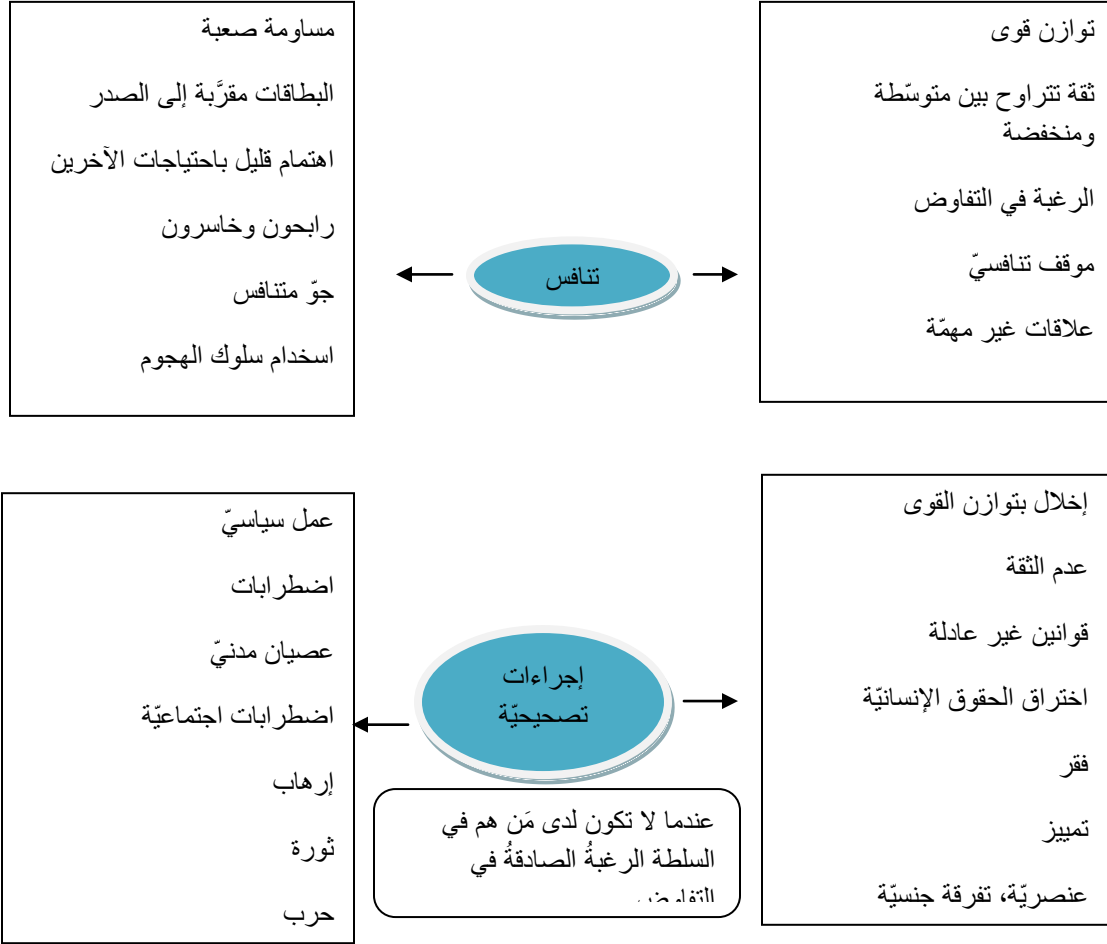 توازن قوى
ثقة تتراوح بين متوسّطة
ومنخفضة
الرغبة في التفاوض
موقف تنافسيّ
علاقات غير مهمّة
تنافس
مساومة صعبة
البطاقات مقرَّبة إلى الصدر
اهتمام قليل باحتياجات الآخرين
رابحون وخاسرون
جوّ متنافس
اسخدام سلوك الهجوم
إخلال بتوازن القوى
عدم الثقة
قوانين غير عادلة
اختراق الحقوق الإنسانيّة
فقر
تمييز
عنصريّة، تفرقة جنسيّة
إجراءات
تصحيحيّة
عندما لا تكون لدى مَن هم في
السلطة الرغبةُ الصادقةُ في
التفاوض
عمل سياسيّ
اضطرابات
عصيان مدنيّ
اضطرابات اجتماعيّة
إرهاب
ثورة
حرب